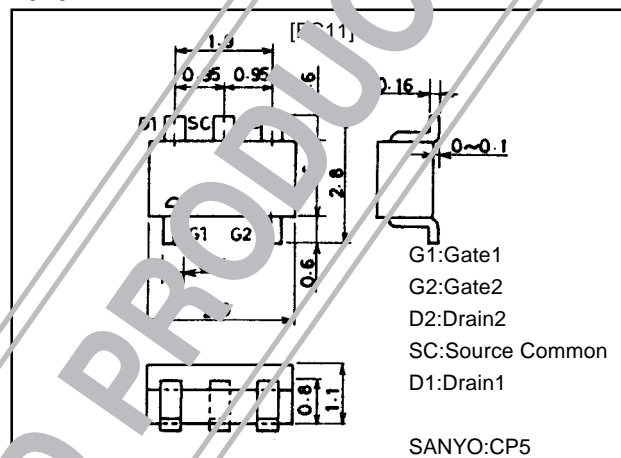 1.9
0.95 0.95
0.16
D1 SC
0~0.1
2.8
G1 G2
0.6
G1:Gate1
G2:Gate2
D2:Drain2
SC:Source Common
D1:Drain1
0.8
1.1
SANYO:CP5